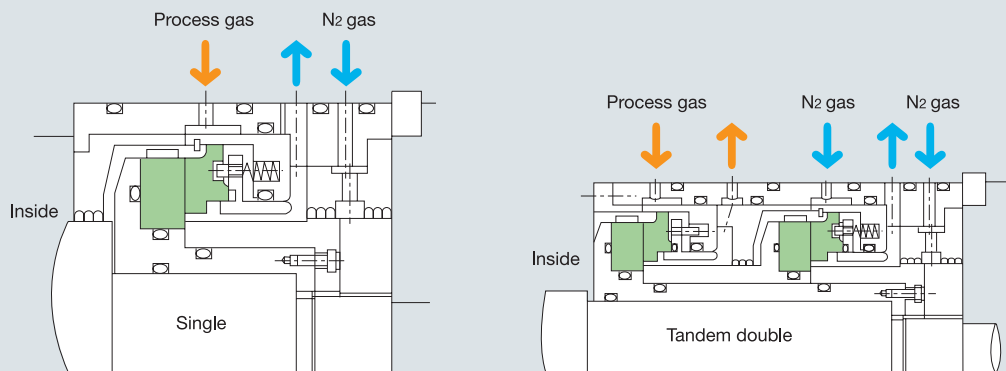 Process gas
N2 gas
Inside
Single
Process gas
N2 gas
N2 gas
Inside
Tandem double